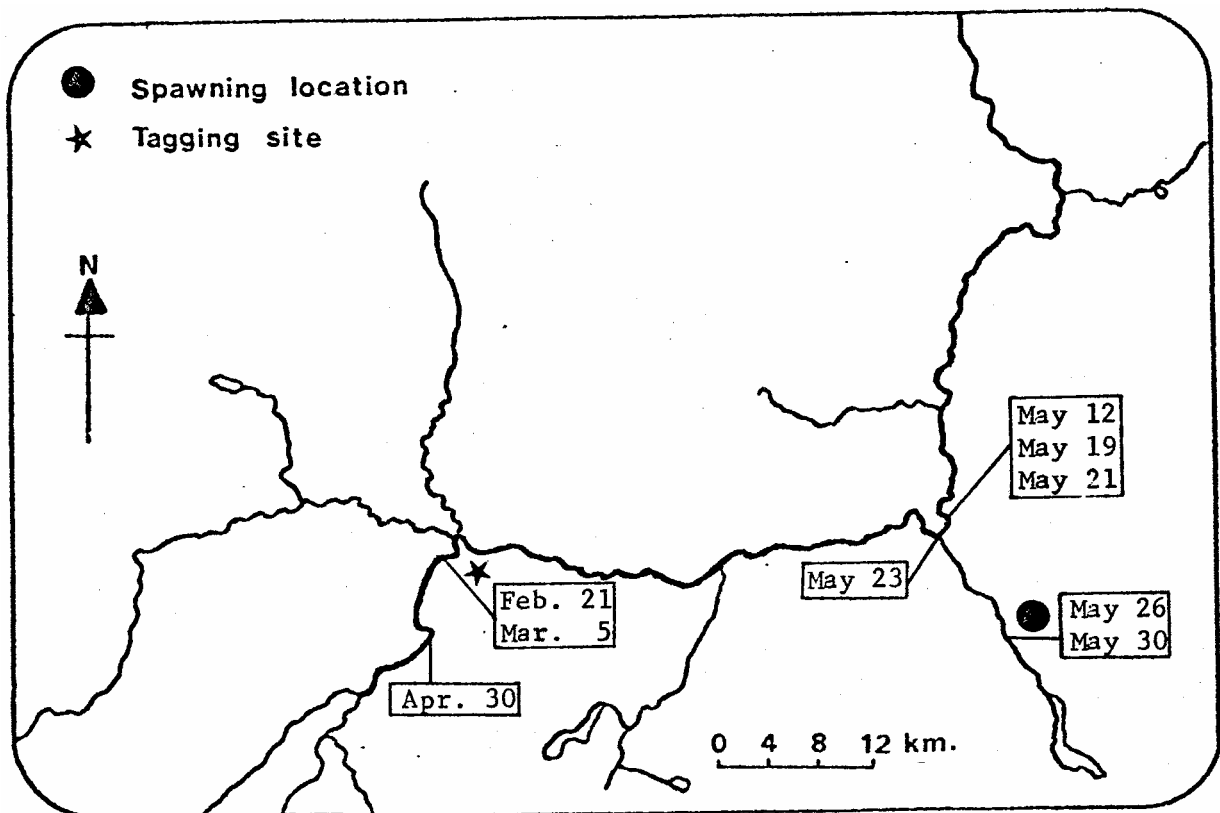 Spawning location
Tagging site
N
May 12
May 19
May 21
May 23
Feb. 21
Mar. 5
May 26
May 30
Apr. 30
0 4 8 12 km.